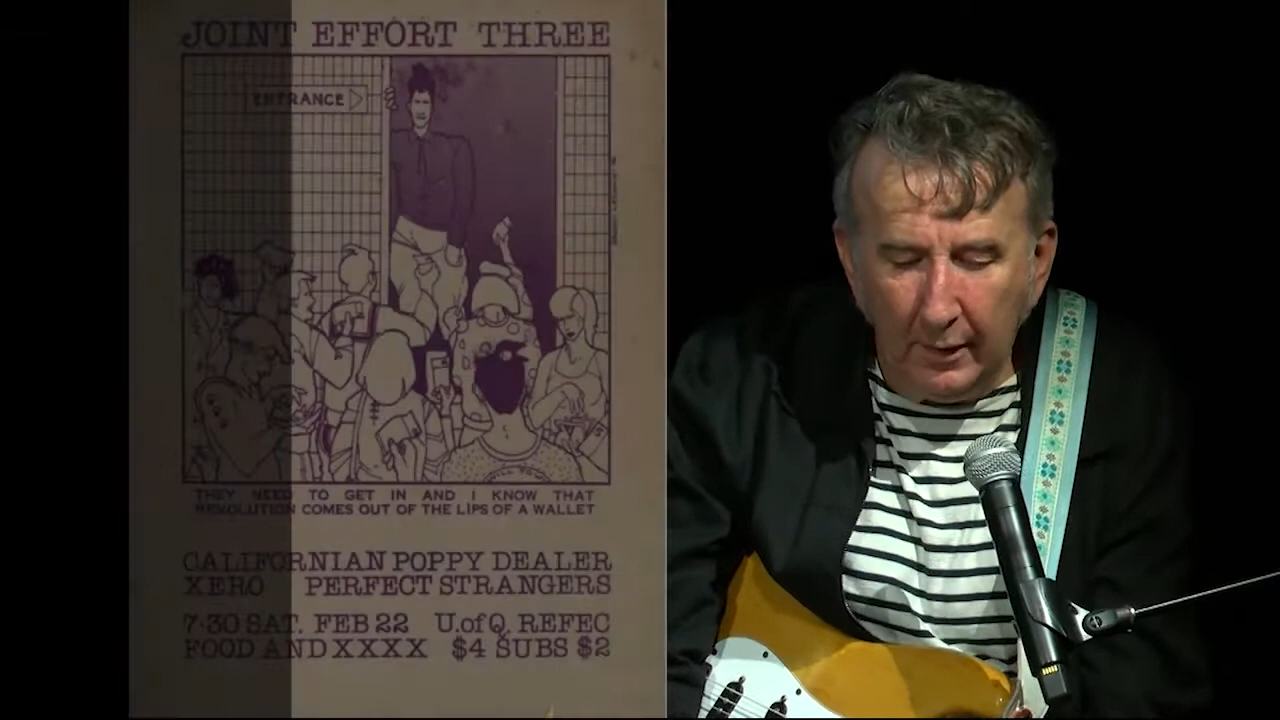 JOINT EFFORT THREE
ENTRANCE
THEY NEED TO GET IN AND I KNOW THAT
REVOLUTION COMES OUT OF THE LIPS OF A WALLET
CALIFORNIAN POPPY DEALER
XERO PERFECT STRANGERS
7·30 SAT. FEB 22 U.of Q. REFEC
FOOD AND XXXX $4 SUBS $2